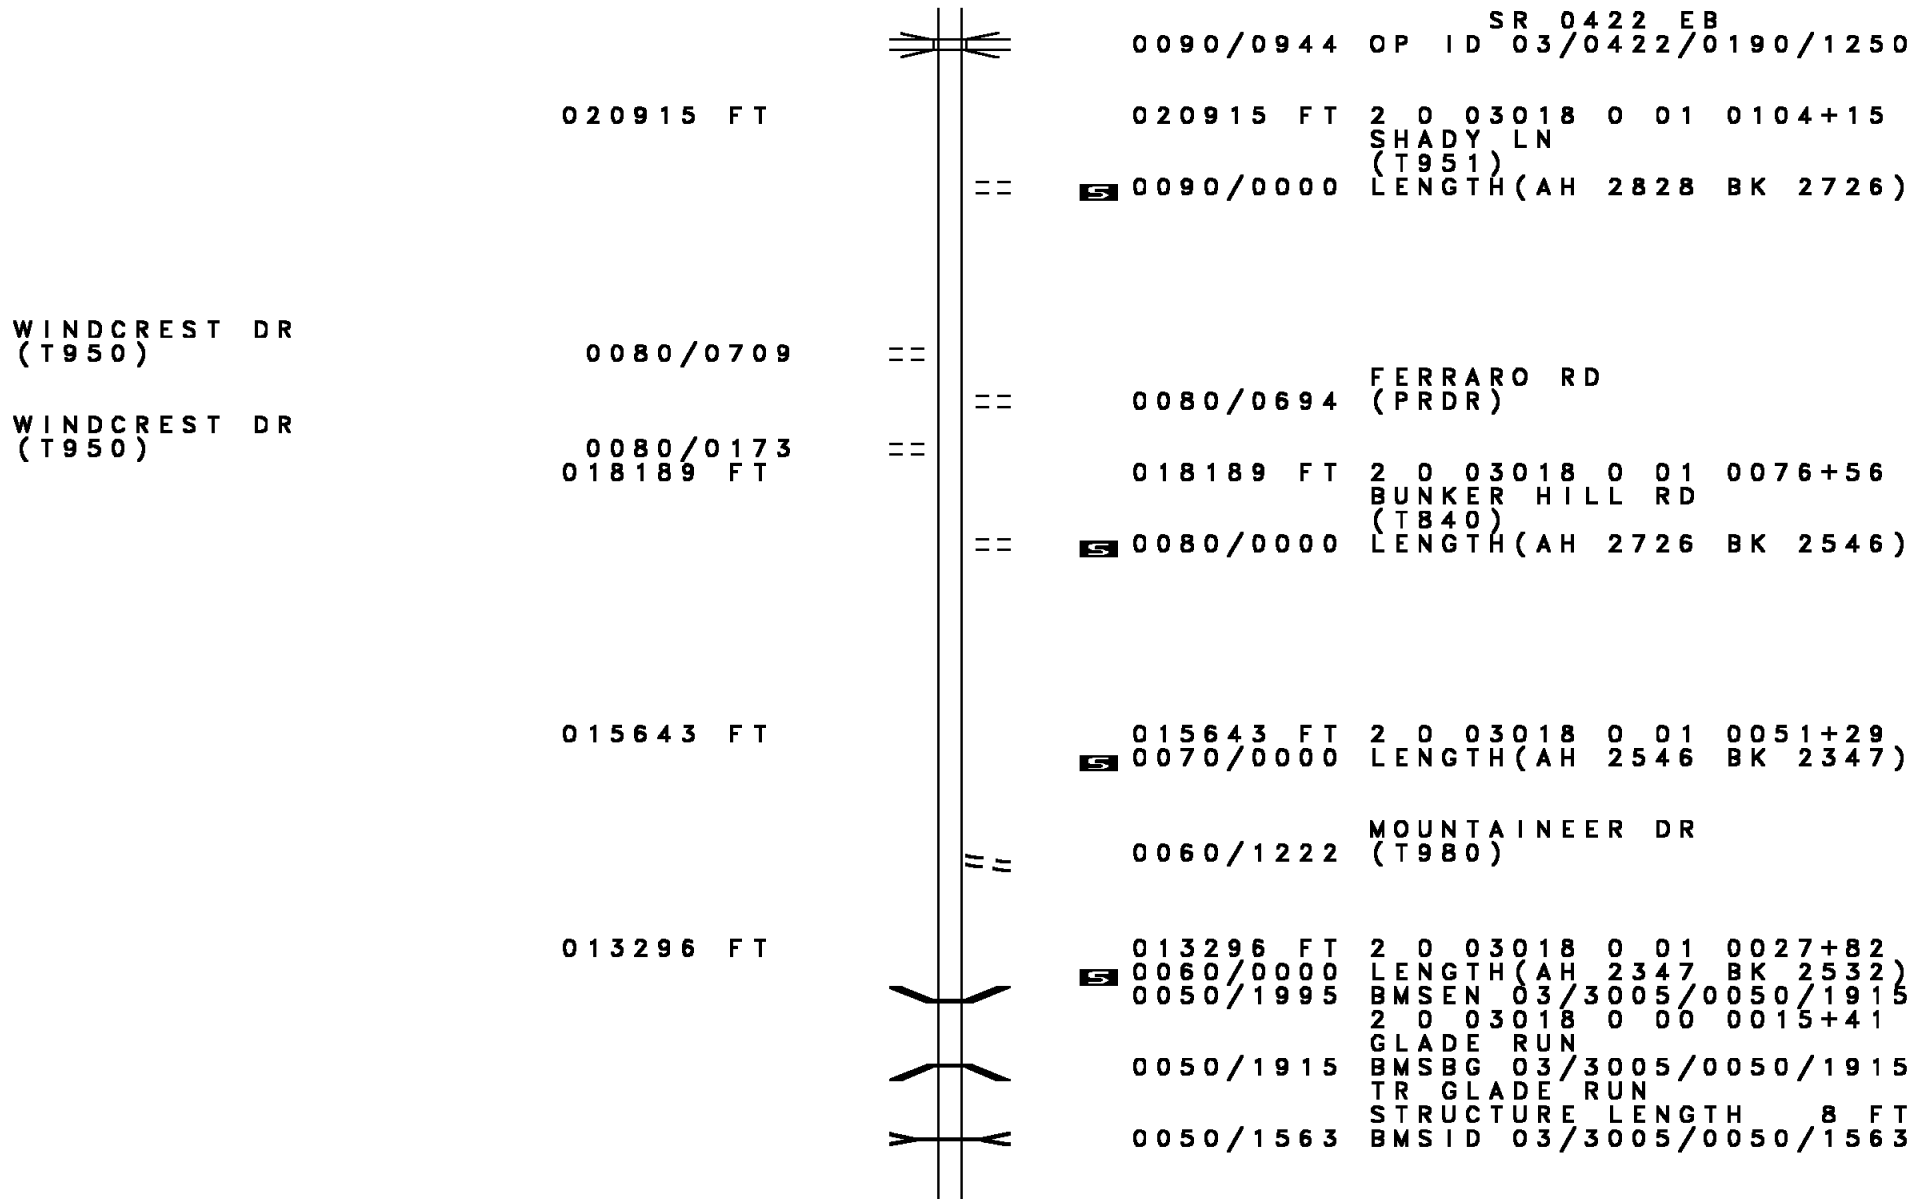 SR 0422 EB
0090/0944 OP ID 03/0422/0190/1250
020915 FT 020915 FT 2 0 03018 0 01 0104+15
SHADY LN
(T951)
S 0090/0000 LENGTH(AH 2828 BK 2726)
WINDCREST DR
(T950) 0080/0709
FERRARO RD
0080/0694 (PRDR)
WINDCREST DR
(T950) 0080/0173
018189 FT 018189 FT 2 0 03018 0 01 0076+56
BUNKER HILL RD
(T840)
S 0080/0000 LENGTH(AH 2726 BK 2546)
015643 FT 015643 FT 2 0 03018 0 01 0051+29
S 0070/0000 LENGTH(AH 2546 BK 2347)
MOUNTAINEER DR
0060/1222 (T980)
013296 FT 013296 FT 2 0 03018 0 01 0027+82
S 0060/0000 LENGTH(AH 2347 BK 2532)
0050/1995 BMSEN 03/3005/0050/1915
2 0 03018 0 00 0015+41
GLADE RUN
0050/1915 BMSBG 03/3005/0050/1915
TR GLADE RUN
STRUCTURE LENGTH 8 FT
0050/1563 BMSID 03/3005/0050/1563